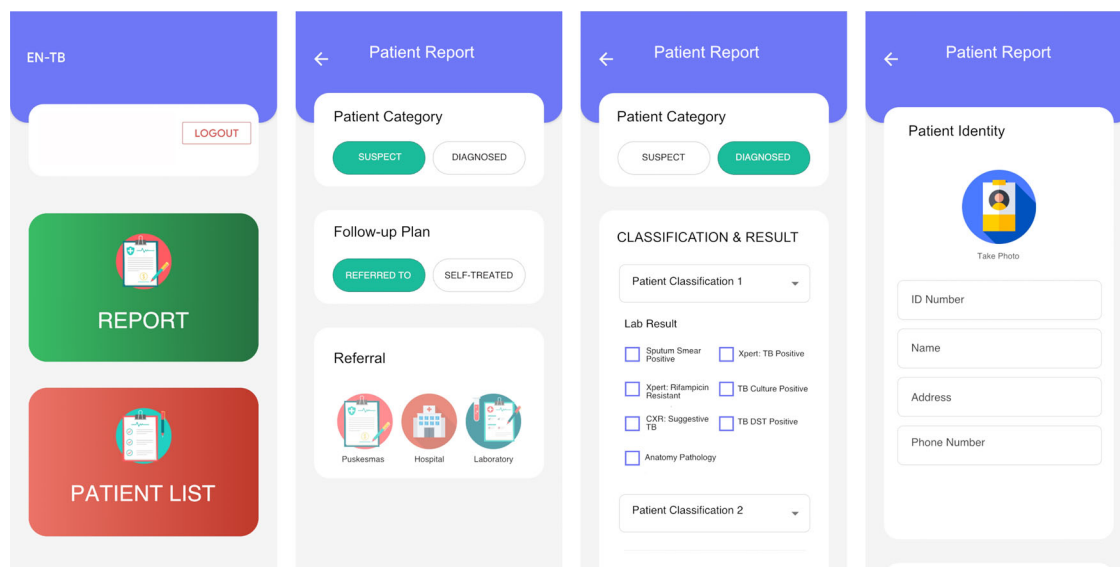 EN-TB
LOGOUT
REPORT
PATIENT LIST
Patient Report
Patient Category
SUSPECT
DIAGNOSED
Follow-up Plan
REFERRED TO
SELF-TREATED
Referral
Puskesmas
Hospital
Laboratory
Patient Report
Patient Category
SUSPECT
DIAGNOSED
CLASSIFICATION & RESULT
Patient Classification 1
Lab Result
Sputum Smear
Positive
Xpert: TB Positive
Xpert: Rifampicin
Resistant
TB Culture Positive
CXR: Suggestive
TB
TB DST Positive
Anatomy Pathology
Patient Classification 2
Patient Report
Patient Identity
Take Photo
ID Number
Name
Address
Phone Number